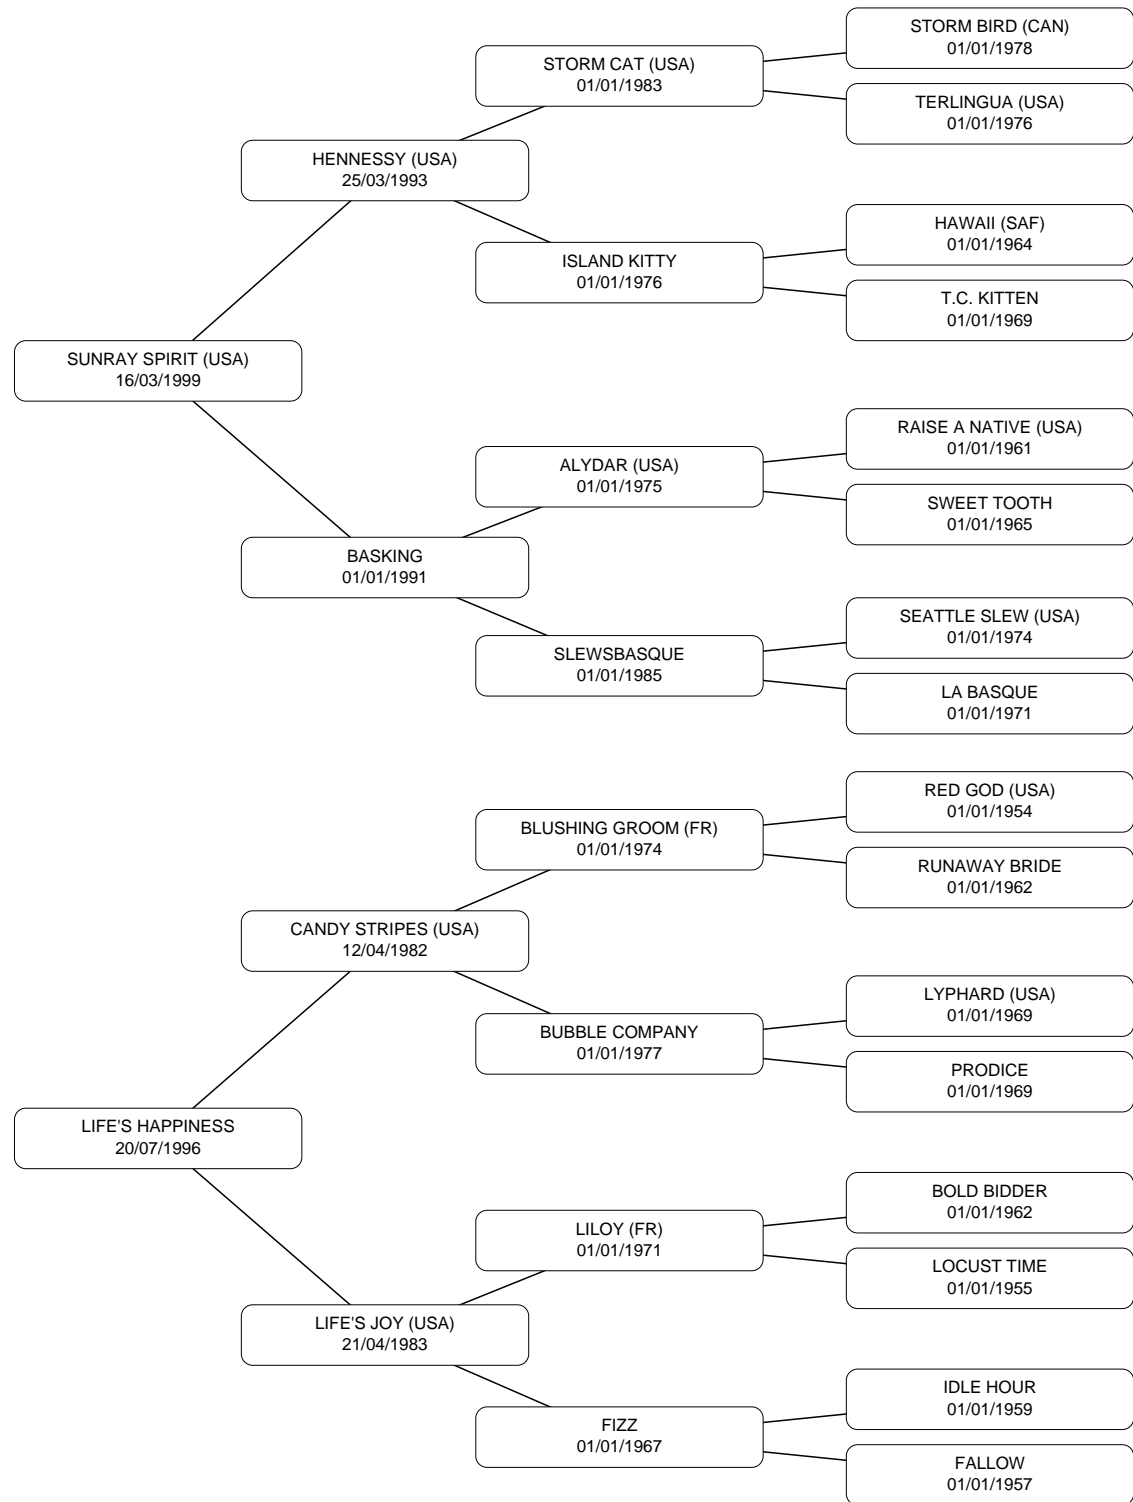 STORM BIRD (CAN)
01/01/1978
STORM CAT (USA)
01/01/1983
TERLINGUA (USA)
01/01/1976
HENNESSY (USA)
25/03/1993
HAWAII (SAF)
01/01/1964
ISLAND KITTY
01/01/1976
T.C. KITTEN
01/01/1969
SUNRAY SPIRIT (USA)
16/03/1999
RAISE A NATIVE (USA)
01/01/1961
ALYDAR (USA)
01/01/1975
SWEET TOOTH
01/01/1965
BASKING
01/01/1991
SEATTLE SLEW (USA)
01/01/1974
SLEWSBASQUE
01/01/1985
LA BASQUE
01/01/1971
RED GOD (USA)
01/01/1954
BLUSHING GROOM (FR)
01/01/1974
RUNAWAY BRIDE
01/01/1962
CANDY STRIPES (USA)
12/04/1982
LYPHARD (USA)
01/01/1969
BUBBLE COMPANY
01/01/1977
PRODICE
01/01/1969
LIFE'S HAPPINESS
20/07/1996
BOLD BIDDER
01/01/1962
LILOY (FR)
01/01/1971
LOCUST TIME
01/01/1955
LIFE'S JOY (USA)
21/04/1983
IDLE HOUR
01/01/1959
FIZZ
01/01/1967
FALLOW
01/01/1957